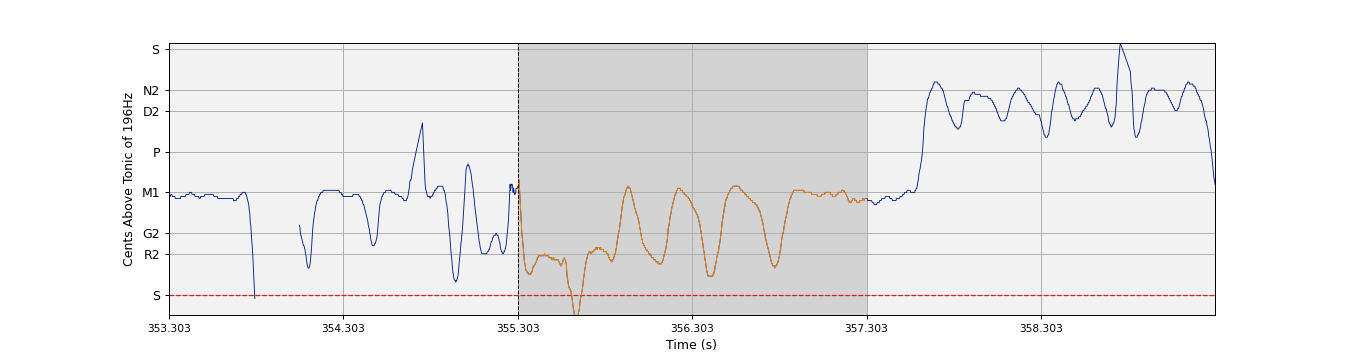 S
N2
D2
P
M1
G2
R2
S
Cents Above Tonic of 196Hz
353.303 354.303 355.303 356.303 357.303 358.303
Time (s)